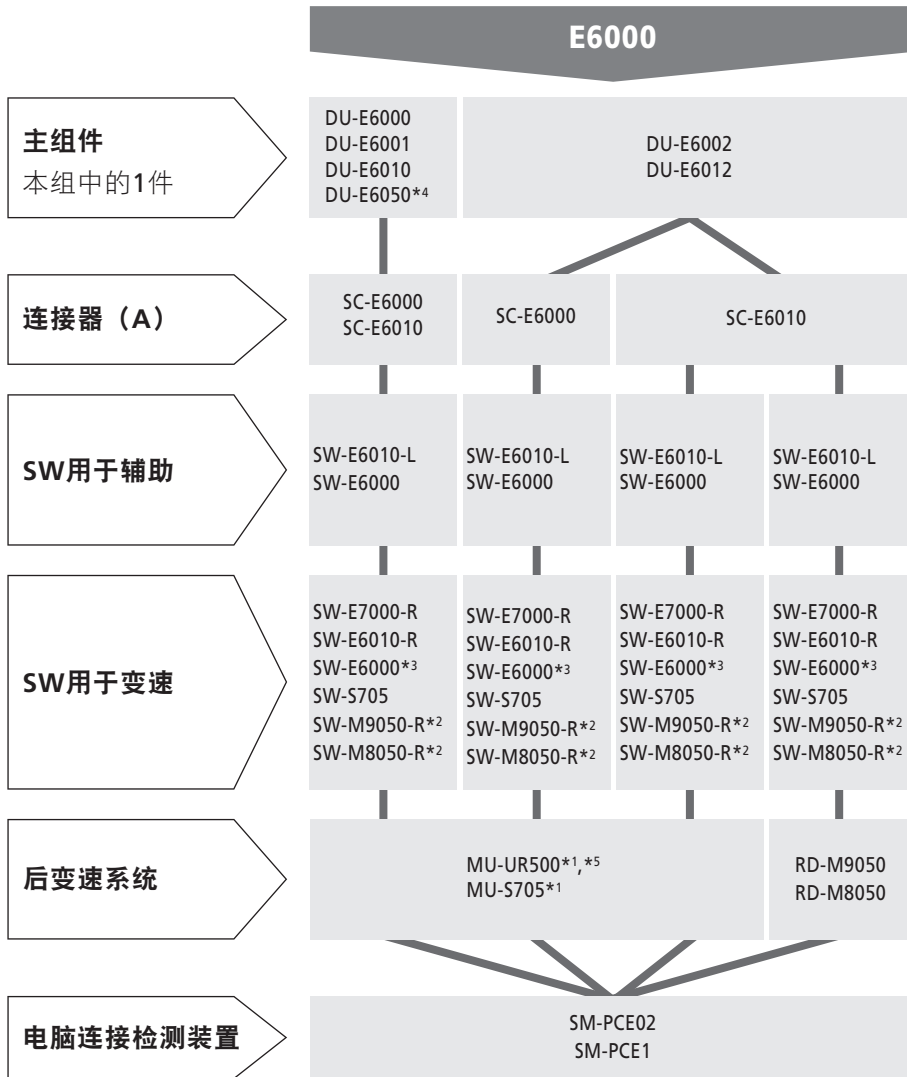 E6000
主组件
本组中的1件
DU-E6000
DU-E6001
DU-E6010
DU-E6050*4
DU-E6002
DU-E6012
连接器（A）
SC-E6000
SC-E6010
SC-E6000
SC-E6010
SW用于辅助
SW-E6010-L
SW-E6000
SW-E6010-L
SW-E6000
SW-E6010-L
SW-E6000
SW-E6010-L
SW-E6000
SW用于变速
SW-E7000-R
SW-E6010-R
SW-E6000*3
SW-S705
SW-M9050-R*2
SW-M8050-R*2
SW-E7000-R
SW-E6010-R
SW-E6000*3
SW-S705
SW-M9050-R*2
SW-M8050-R*2
SW-E7000-R
SW-E6010-R
SW-E6000*3
SW-S705
SW-M9050-R*2
SW-M8050-R*2
SW-E7000-R
SW-E6010-R
SW-E6000*3
SW-S705
SW-M9050-R*2
SW-M8050-R*2
后变速系统
MU-UR500*1,*5
MU-S705*1
RD-M9050
RD-M8050
电脑连接检测装置
SM-PCE02
SM-PCE1